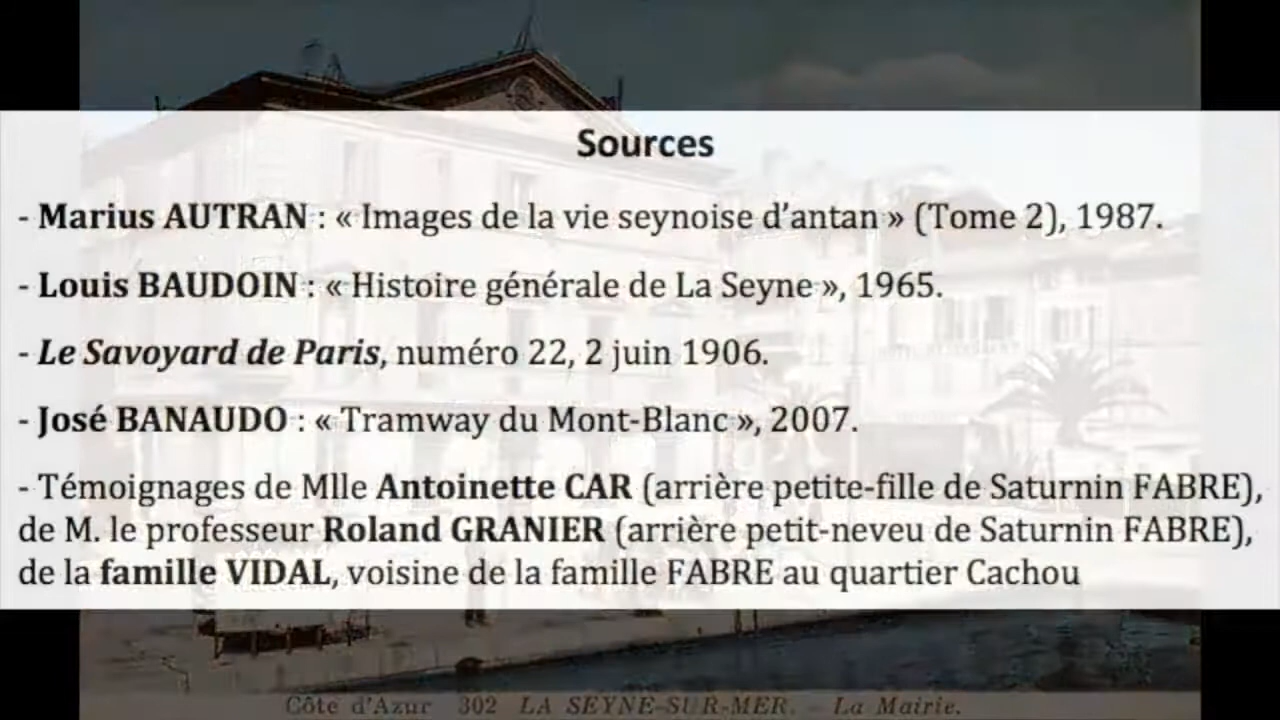 Sources
- Marius AUTRAN : « Images de la vie seynoise d’antan » (Tome 2), 1987.
- Louis BAUDOIN : « Histoire générale de La Seyne », 1965.
- Le Savoyard de Paris, numéro 22, 2 juin 1906.
- José BANAUDO : « Tramway du Mont-Blanc », 2007.
- Témoignages de Mlle Antoinette CAR (arrière petite-fille de Saturnin FABRE),
de M. le professeur Roland GRANIER (arrière petit-neveu de Saturnin FABRE),
de la famille VIDAL, voisine de la famille FABRE au quartier Cachou
Côte d'Azur 302 LA SEYNE-SUR-MER. - La Mairie.